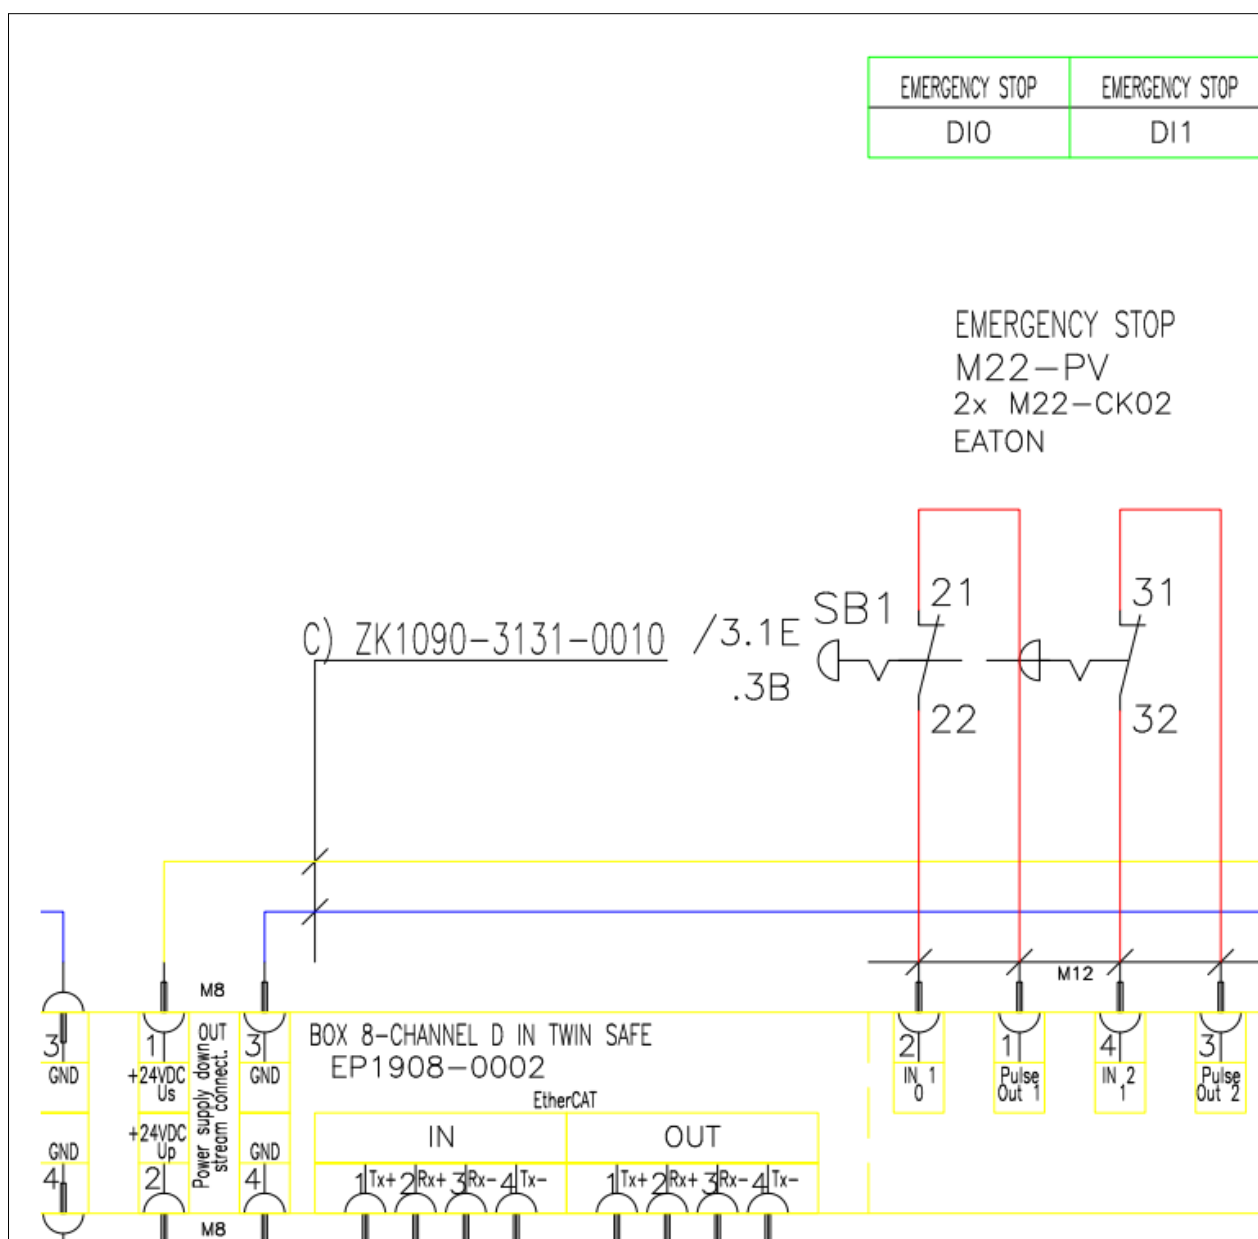 EMERGENCY STOP EMERGENCY STOP
DI0 DI1
EMERGENCY STOP
M22-PV
2x M22-CK02
EATON
SB1 21 31
C) ZK1090-3131-0010 /3.1E
.3B
22 32
M8 M12
3 1 OUT 3 BOX 8-CHANNEL D IN TWIN SAFE 2 1 4 3
GND +24VDC Us GND EP1908-0002 IN 1 0 Pulse Out 1 IN 2 1 Pulse Out 2
Power supply down-
stream connect.
EtherCAT
GND +24VDC Up GND IN OUT
4 2 4 1 Tx+ 2 Rx+ 3 Rx- 4 Tx- 1 Tx+ 2 Rx+ 3 Rx- 4 Tx-
M8